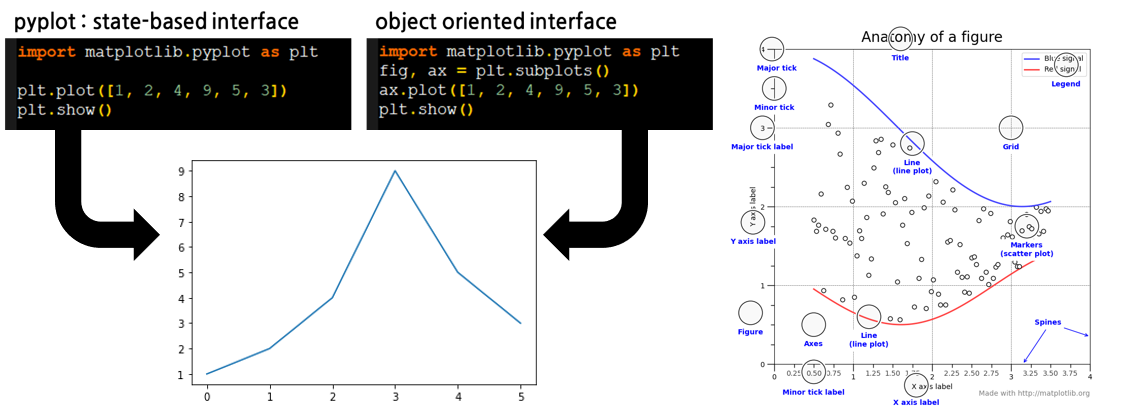 pyplot : state-based interface
import matplotlib.pyplot as plt
plt.plot([1, 2, 4, 9, 5, 3])
plt.show()
object oriented interface
import matplotlib.pyplot as plt
fig, ax = plt.subplots()
ax.plot([1, 2, 4, 9, 5, 3])
plt.show()
9
8
7
6
5
4
3
2
1
0 1 2 3 4 5
Anatomy of a figure
Title
Blue signal
Red signal
Legend
4
Major tick
Minor tick
3
Major tick label
Grid
Line
(line plot)
2
Y axis label
Y axis label
Markers
(scatter plot)
1
Figure
Axes
Line
(line plot)
Spines
0
0 0.25 0.50 0.75 1 1.25 1.50 1.75 2 2.25 2.50 2.75 3 3.25 3.50 3.75 4
Minor tick label
X axis label
X axis label
Made with http://matplotlib.org